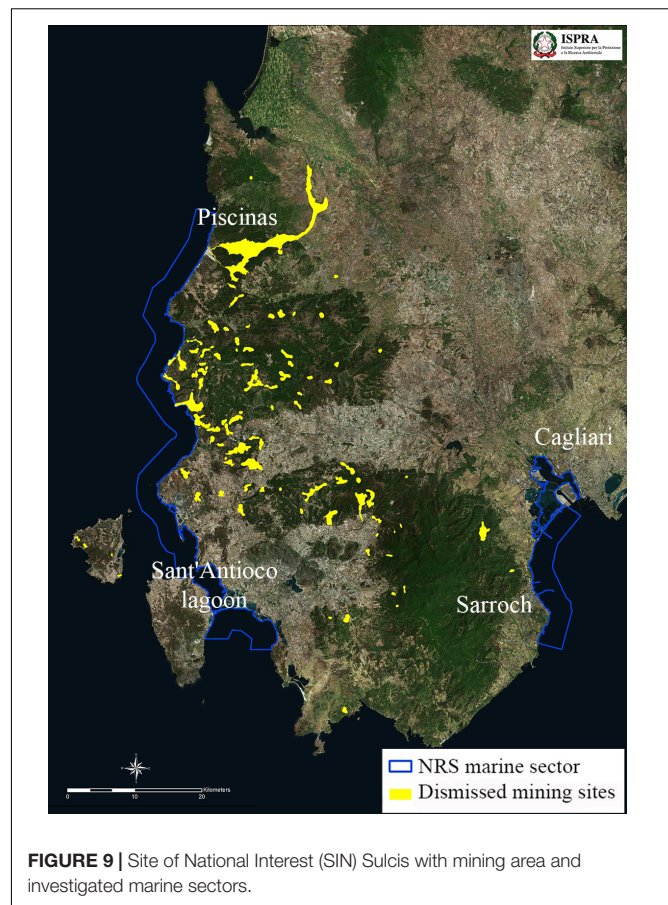 ISPRA
Istituto Superiore per la Protezione
e la Ricerca Ambientale
Piscinas
Cagliari
Sant'Antioco
lagoon
Sarroch
NRS marine sector
Dismissed mining sites
0 10 20 Kilometers
FIGURE 9 | Site of National Interest (SIN) Sulcis with mining area and
investigated marine sectors.